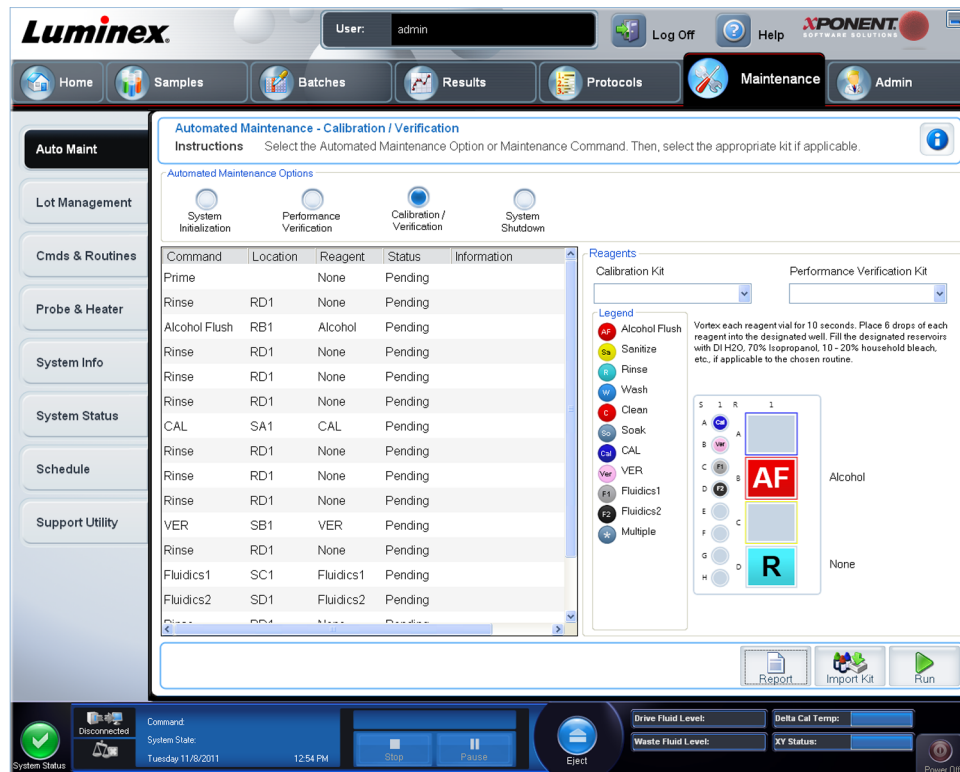 Luminex.
User: admin
Log Off
Help
XPONENT
SOFTWARE SOLUTIONS
Home Samples Batches Results Protocols Maintenance Admin
Auto Maint
Lot Management
Cmds & Routines
Probe & Heater
System Info
System Status
Schedule
Support Utility
Automated Maintenance - Calibration / Verification
Instructions Select the Automated Maintenance Option or Maintenance Command. Then, select the appropriate kit if applicable.
Automated Maintenance Options
System Initialization
Performance Verification
Calibration / Verification
System Shutdown
Command Location Reagent Status Information
Prime None Pending
Rinse RD1 None Pending
Alcohol Flush RB1 Alcohol Pending
Rinse RD1 None Pending
Rinse RD1 None Pending
Rinse RD1 None Pending
CAL SA1 CAL Pending
Rinse RD1 None Pending
Rinse RD1 None Pending
Rinse RD1 None Pending
VER SB1 VER Pending
Rinse RD1 None Pending
Fluidics1 SC1 Fluidics1 Pending
Fluidics2 SD1 Fluidics2 Pending
Rinse RD1 None Pending
Reagents
Calibration Kit
Performance Verification Kit
Legend
AF Alcohol Flush
Sa Sanitize
R Rinse
W Wash
C Clean
So Soak
Cal CAL
Ver VER
F1 Fluidics1
F2 Fluidics2
* Multiple
Vortex each reagent vial for 10 seconds. Place 6 drops of each
reagent into the designated well. Fill the designated reservoirs
with DI H2O, 70% Isopropanol, 10 - 20% household bleach,
etc., if applicable to the chosen routine.
S 1 R 1
A Cal
A
B Ver
C F1
B AF Alcohol
D F2
E
C
F
G
D R None
H
Report
Import Kit
Run
System Status
Disconnected
Command:
System State:
Tuesday 11/8/2011 12:54 PM
Stop
Pause
Eject
Drive Fluid Level:
Waste Fluid Level:
Delta Cal Temp:
XY Status:
Power Off